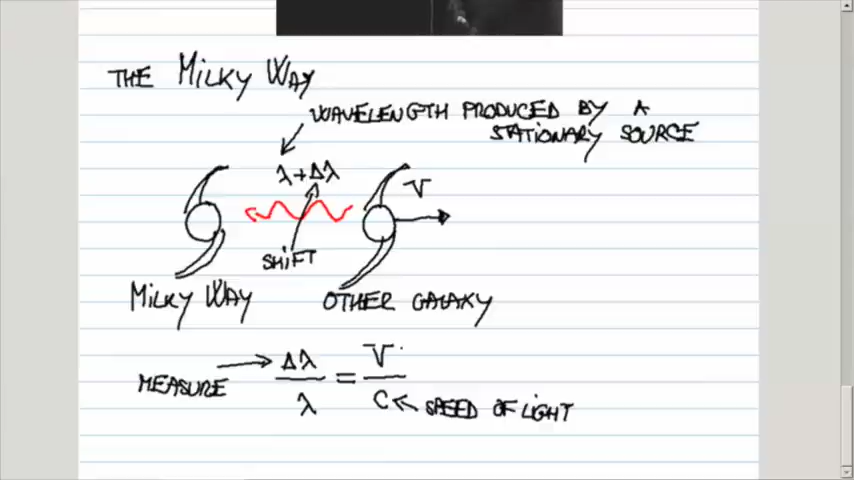 THE MILKY WAY
WAVELENGTH PRODUCED BY A
STATIONARY SOURCE
λ+Δλ
V
SHIFT
MILKY WAY
OTHER GALAXY
MEASURE → Δλ/λ = V/C ← SPEED OF LIGHT